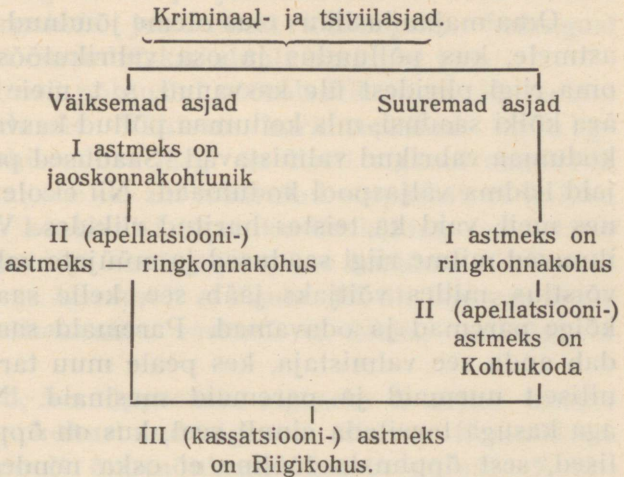 Kriminaal- ja tsiviilasjad.
Väiksemad asjad
I astmeks on
jaoskonnakohtunik
II (apellatsiooni-)
astmeks — ringkonnakohus
Suuremad asjad
I astmeks on
ringkonnakohus
II (apellatsiooni-)
astmeks on
Kohtukoda
III (kassatsiooni-) astmeks
on Riigikohus.